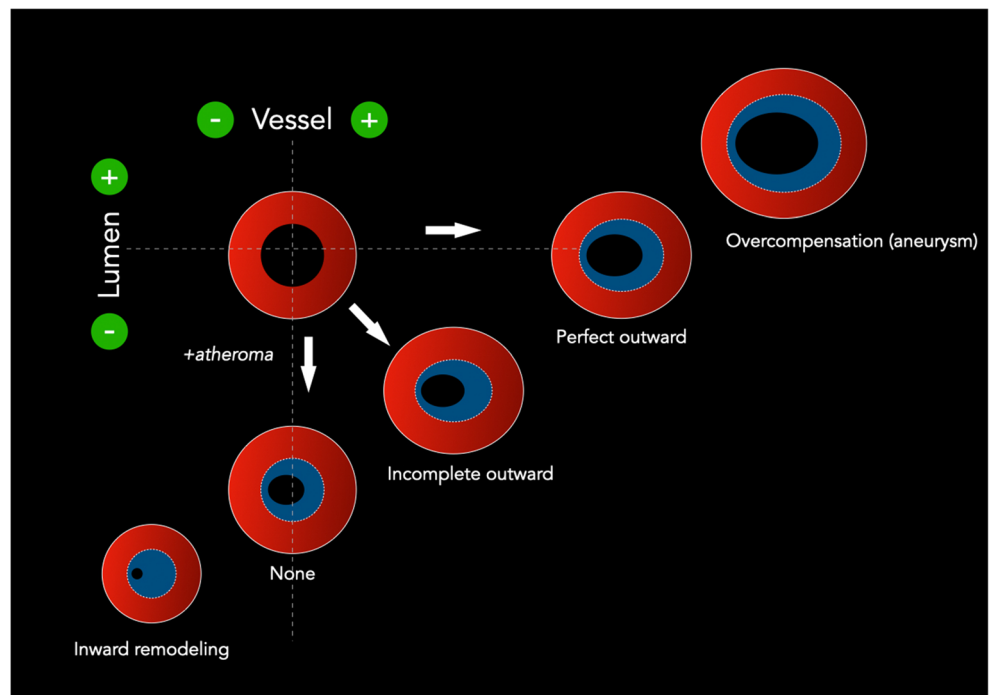 - Vessel +
+
Lumen
-
Overcompensation (aneurysm)
Perfect outward
+atheroma
Incomplete outward
None
Inward remodeling